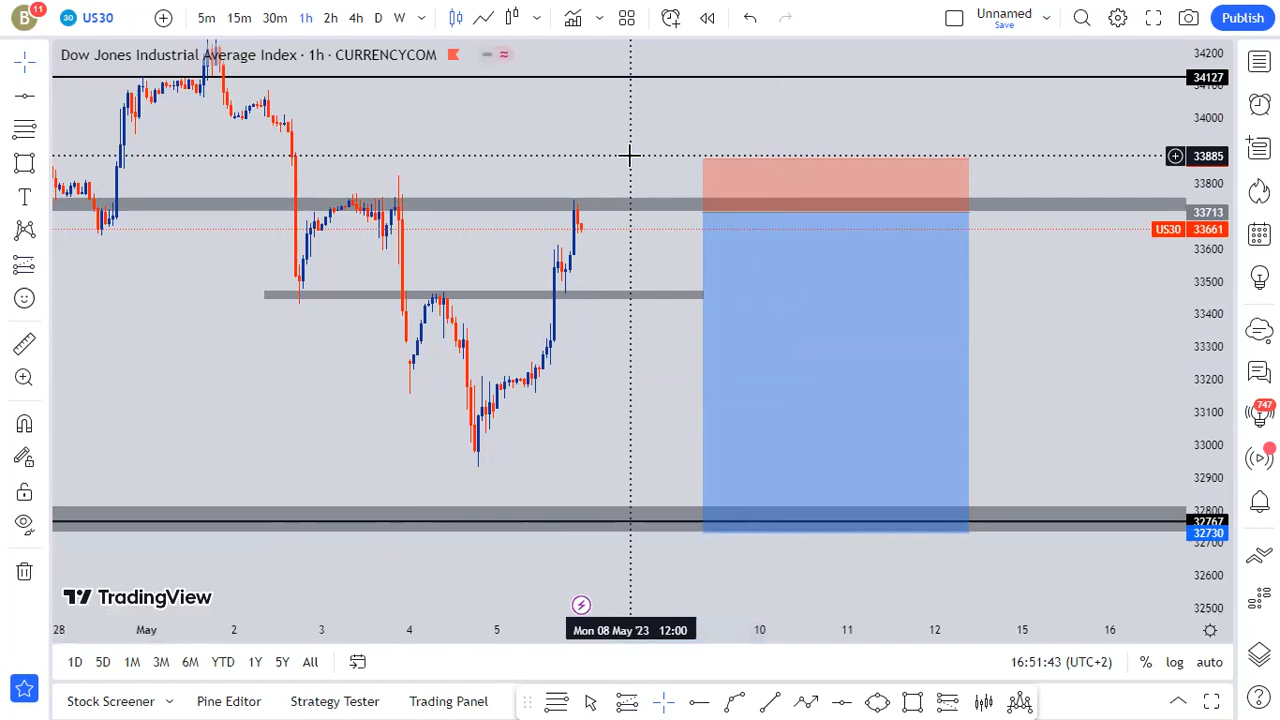 B 11 30 US30 5m 15m 30m 1h 2h 4h D W Unnamed Publish
Save
Dow Jones Industrial Average Index · 1h · CURRENCYCOM
34200
34127
34100
34000
33885
33800
33713
US30 33661
33600
33500
33400
33300
33200
33100
33000
32900
32800
32767
32730
32700
32600
32500
747
TradingView
28 May 2 3 4 5 Mon 08 May '23 12:00 10 11 12 15 16
1D 5D 1M 3M 6M YTD 1Y 5Y All 16:51:43 (UTC+2) % log auto
Stock Screener Pine Editor Strategy Tester Trading Panel